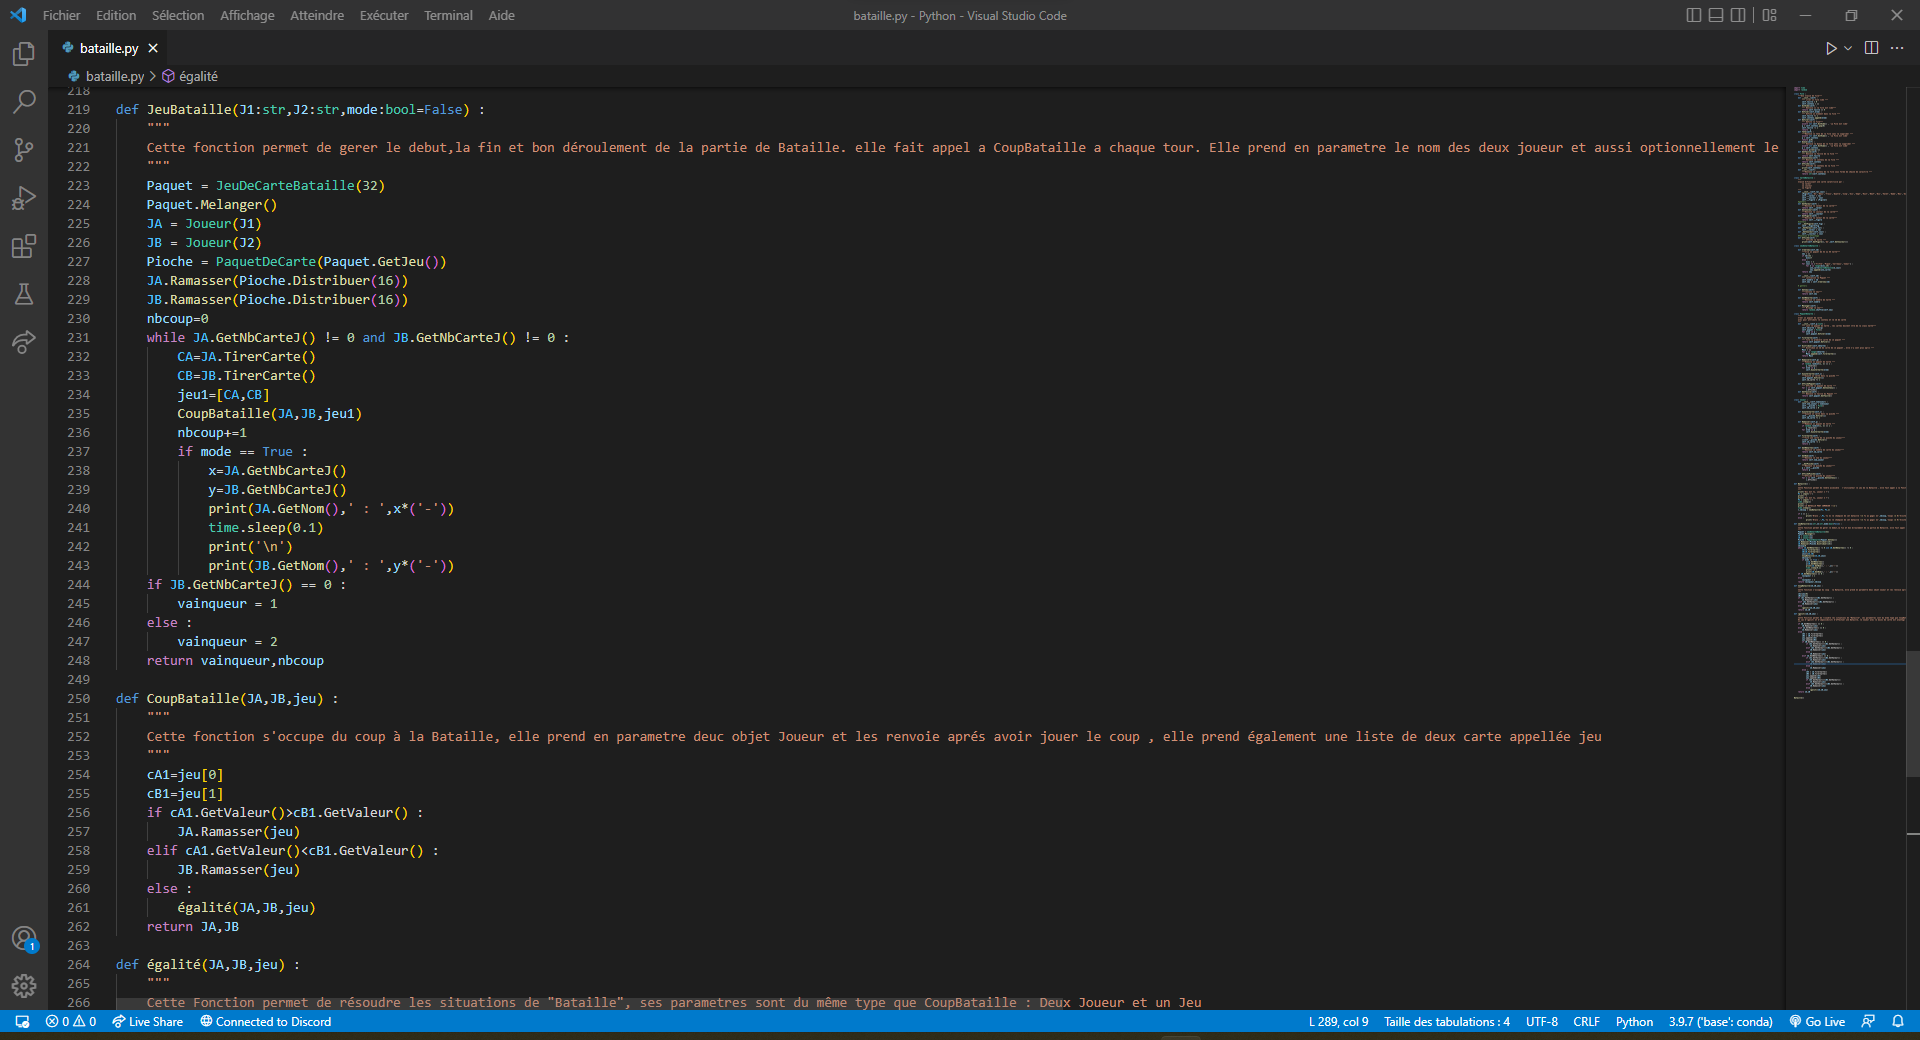 Fichier Edition Sélection Affichage Atteindre Exécuter Terminal Aide
bataille.py - Python - Visual Studio Code
bataille.py
bataille.py > égalité
218
219 def JeuBataille(J1:str,J2:str,mode:bool=False) :
220 """
221 Cette fonction permet de gerer le debut,la fin et bon déroulement de la partie de Bataille. elle fait appel a CoupBataille a chaque tour. Elle prend en parametre le nom des deux joueur et aussi optionnellement le
222 """
223 Paquet = JeuDeCarteBataille(32)
224 Paquet.Melanger()
225 JA = Joueur(J1)
226 JB = Joueur(J2)
227 Pioche = PaquetDeCarte(Paquet.GetJeu())
228 JA.Ramasser(Pioche.Distribuer(16))
229 JB.Ramasser(Pioche.Distribuer(16))
230 nbcoup=0
231 while JA.GetNbCarteJ() != 0 and JB.GetNbCarteJ() != 0 :
232 CA=JA.TirerCarte()
233 CB=JB.TirerCarte()
234 jeu1=[CA,CB]
235 CoupBataille(JA,JB,jeu1)
236 nbcoup+=1
237 if mode == True :
238 x=JA.GetNbCarteJ()
239 y=JB.GetNbCarteJ()
240 print(JA.GetNom(),' : ',x*('-'))
241 time.sleep(0.1)
242 print('\n')
243 print(JB.GetNom(),' : ',y*('-'))
244 if JB.GetNbCarteJ() == 0 :
245 vainqueur = 1
246 else :
247 vainqueur = 2
248 return vainqueur,nbcoup
249
250 def CoupBataille(JA,JB,jeu) :
251 """
252 Cette fonction s'occupe du coup à la Bataille, elle prend en parametre deuc objet Joueur et les renvoie aprés avoir jouer le coup , elle prend également une liste de deux carte appellée jeu
253 """
254 cA1=jeu[0]
255 cB1=jeu[1]
256 if cA1.GetValeur()>cB1.GetValeur() :
257 JA.Ramasser(jeu)
258 elif cA1.GetValeur()<cB1.GetValeur() :
259 JB.Ramasser(jeu)
260 else :
261 égalité(JA,JB,jeu)
262 return JA,JB
263
264 def égalité(JA,JB,jeu) :
265 """
266 Cette Fonction permet de résoudre les situations de "Bataille", ses parametres sont du même type que CoupBataille : Deux Joueur et un Jeu
1
0 0 Live Share Connected to Discord L 289, col 9 Taille des tabulations : 4 UTF-8 CRLF Python 3.9.7 ('base': conda) Go Live